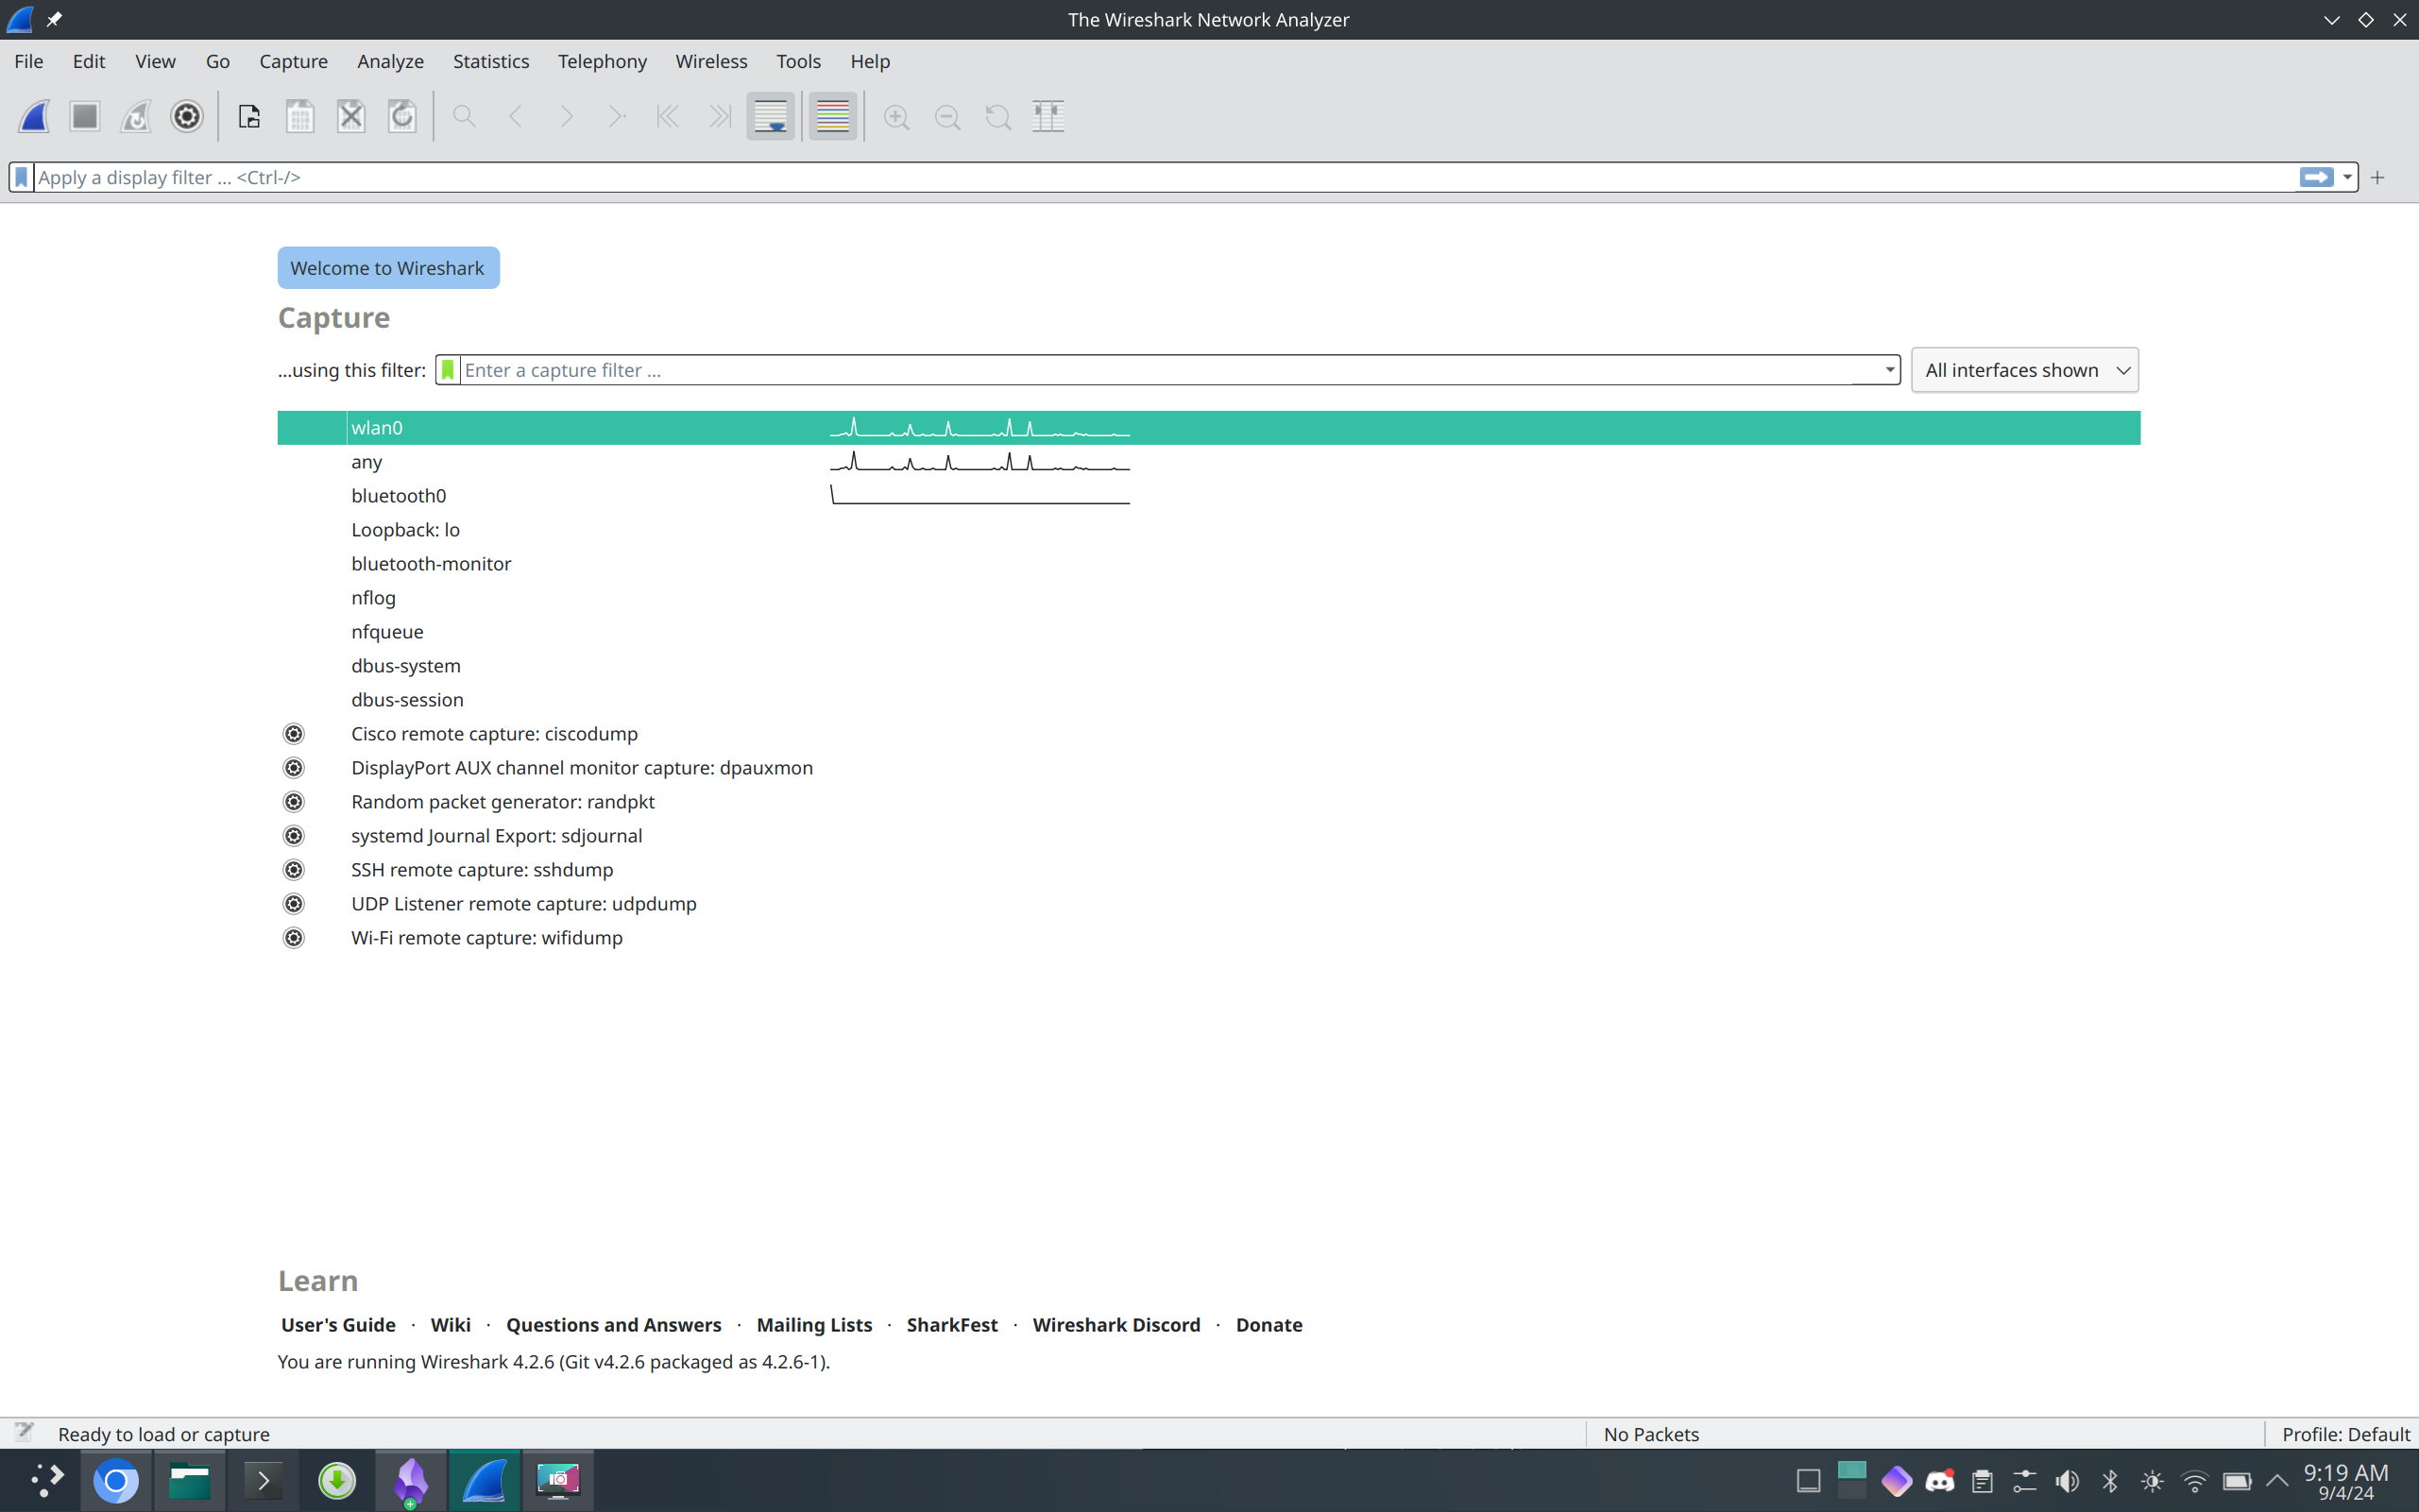 The Wireshark Network Analyzer
File Edit View Go Capture Analyze Statistics Telephony Wireless Tools Help
Apply a display filter ... <Ctrl-/>
Welcome to Wireshark
Capture
...using this filter: Enter a capture filter ... All interfaces shown
wlan0
any
bluetooth0
Loopback: lo
bluetooth-monitor
nflog
nfqueue
dbus-system
dbus-session
Cisco remote capture: ciscodump
DisplayPort AUX channel monitor capture: dpauxmon
Random packet generator: randpkt
systemd Journal Export: sdjournal
SSH remote capture: sshdump
UDP Listener remote capture: udpdump
Wi-Fi remote capture: wifidump
Learn
User's Guide · Wiki · Questions and Answers · Mailing Lists · SharkFest · Wireshark Discord · Donate
You are running Wireshark 4.2.6 (Git v4.2.6 packaged as 4.2.6-1).
Ready to load or capture No Packets Profile: Default
9:19 AM
9/4/24